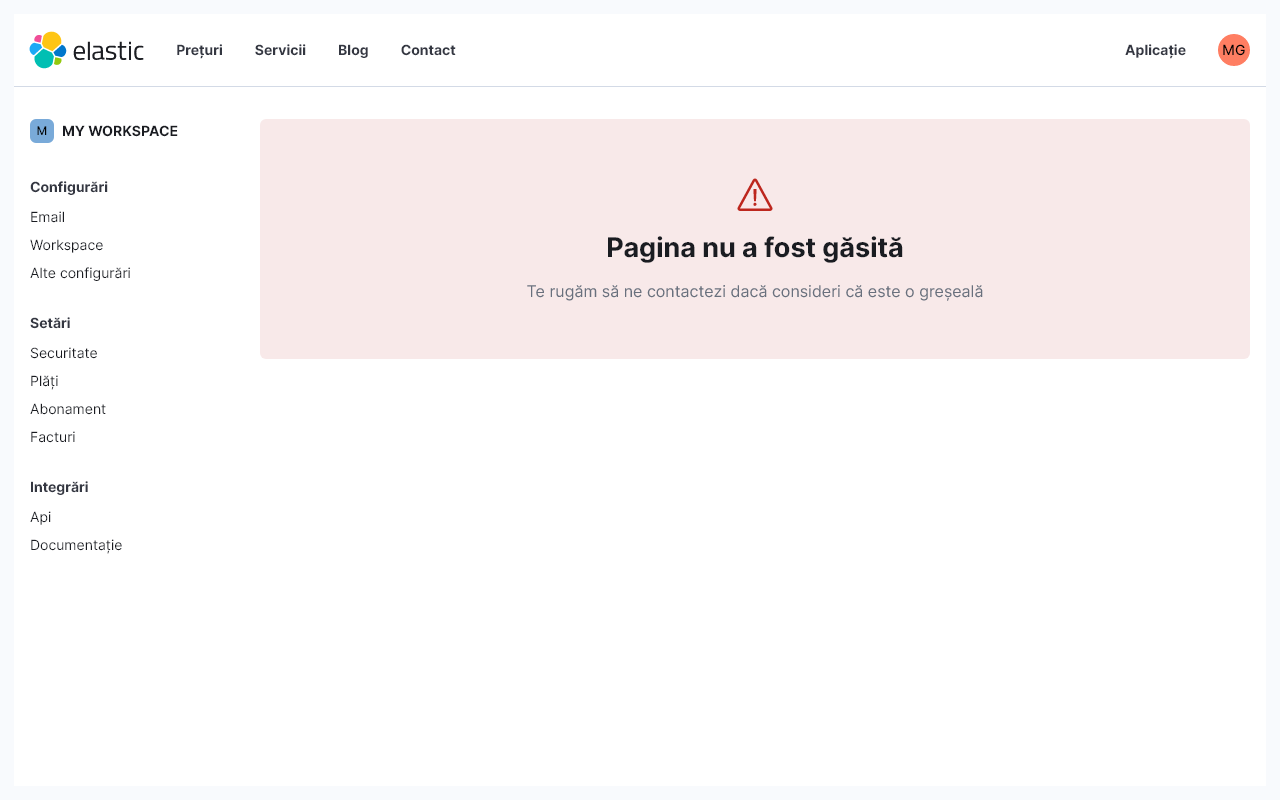 elastic
Prețuri
Servicii
Blog
Contact
Aplicație
MG
M
MY WORKSPACE
Configurări
Email
Workspace
Alte configurări
Setări
Securitate
Plăți
Abonament
Facturi
Integrări
Api
Documentație
Pagina nu a fost găsită
Te rugăm să ne contactezi dacă consideri că este o greșeală